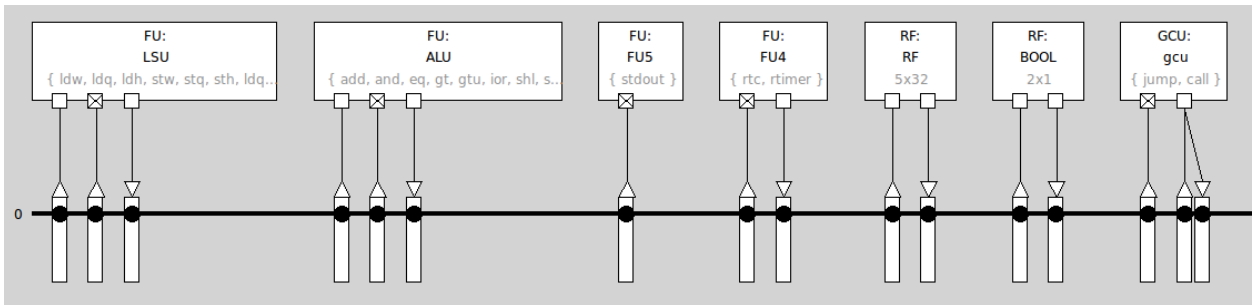 FU:
LSU
{ ldw, ldq, ldh, stw, stq, sth, ldq...
FU:
ALU
{ add, and, eq, gt, gtu, ior, shl, s...
FU:
FU5
{ stdout }
FU:
FU4
{ rtc, rtimer }
RF:
RF
5x32
RF:
BOOL
2x1
GCU:
gcu
{ jump, call }
0